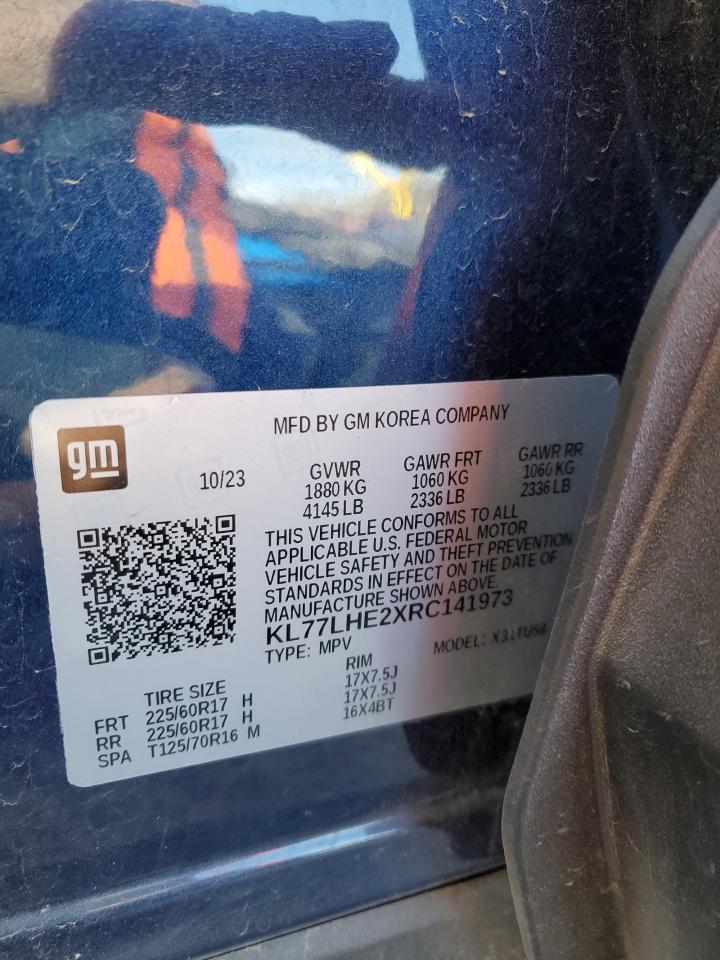 MFD BY GM KOREA COMPANY
gm
10/23
GVWR
1880 KG
4145 LB
GAWR FRT
1060 KG
2336 LB
GAWR RR
1060 KG
2336 LB
THIS VEHICLE CONFORMS TO ALL
APPLICABLE U.S. FEDERAL MOTOR
VEHICLE SAFETY AND THEFT PREVENTION
STANDARDS IN EFFECT ON THE DATE OF
MANUFACTURE SHOWN ABOVE.
KL77LHE2XRC141973
TYPE: MPV
MODEL:
TIRE SIZE
RIM
FRT 225/60R17 H 17X7.5J
RR 225/60R17 H 17X7.5J
SPA T125/70R16 M 16X4BT